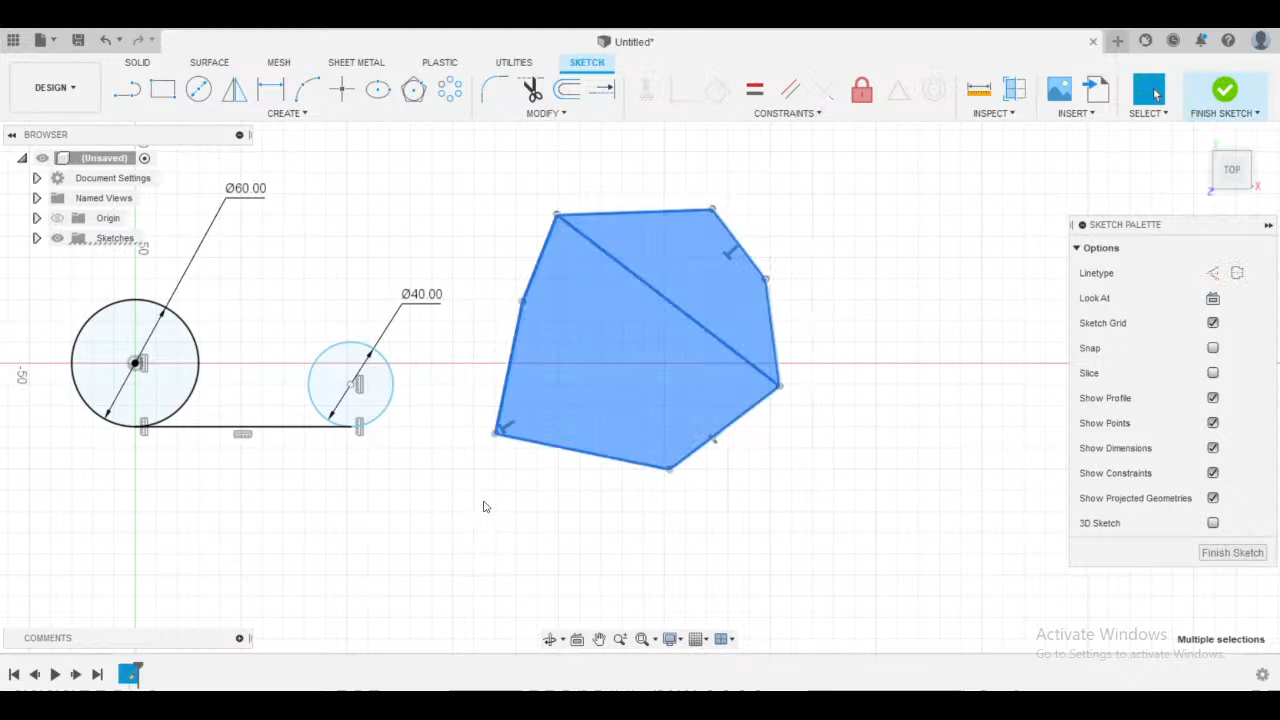 Untitled*
DESIGN
SOLID SURFACE MESH SHEET METAL PLASTIC UTILITIES SKETCH
CREATE MODIFY CONSTRAINTS INSPECT INSERT SELECT FINISH SKETCH
BROWSER
(Unsaved)
Document Settings
Named Views
Origin
Sketches
TOP
Z
X
SKETCH PALETTE
Options
Linetype
Look At
Sketch Grid
Snap
Slice
Show Profile
Show Points
Show Dimensions
Show Constraints
Show Projected Geometries
3D Sketch
Finish Sketch
Ø60.00
50
Ø40.00
-50
COMMENTS
Activate Windows
Go to Settings to activate Windows.
Multiple selections